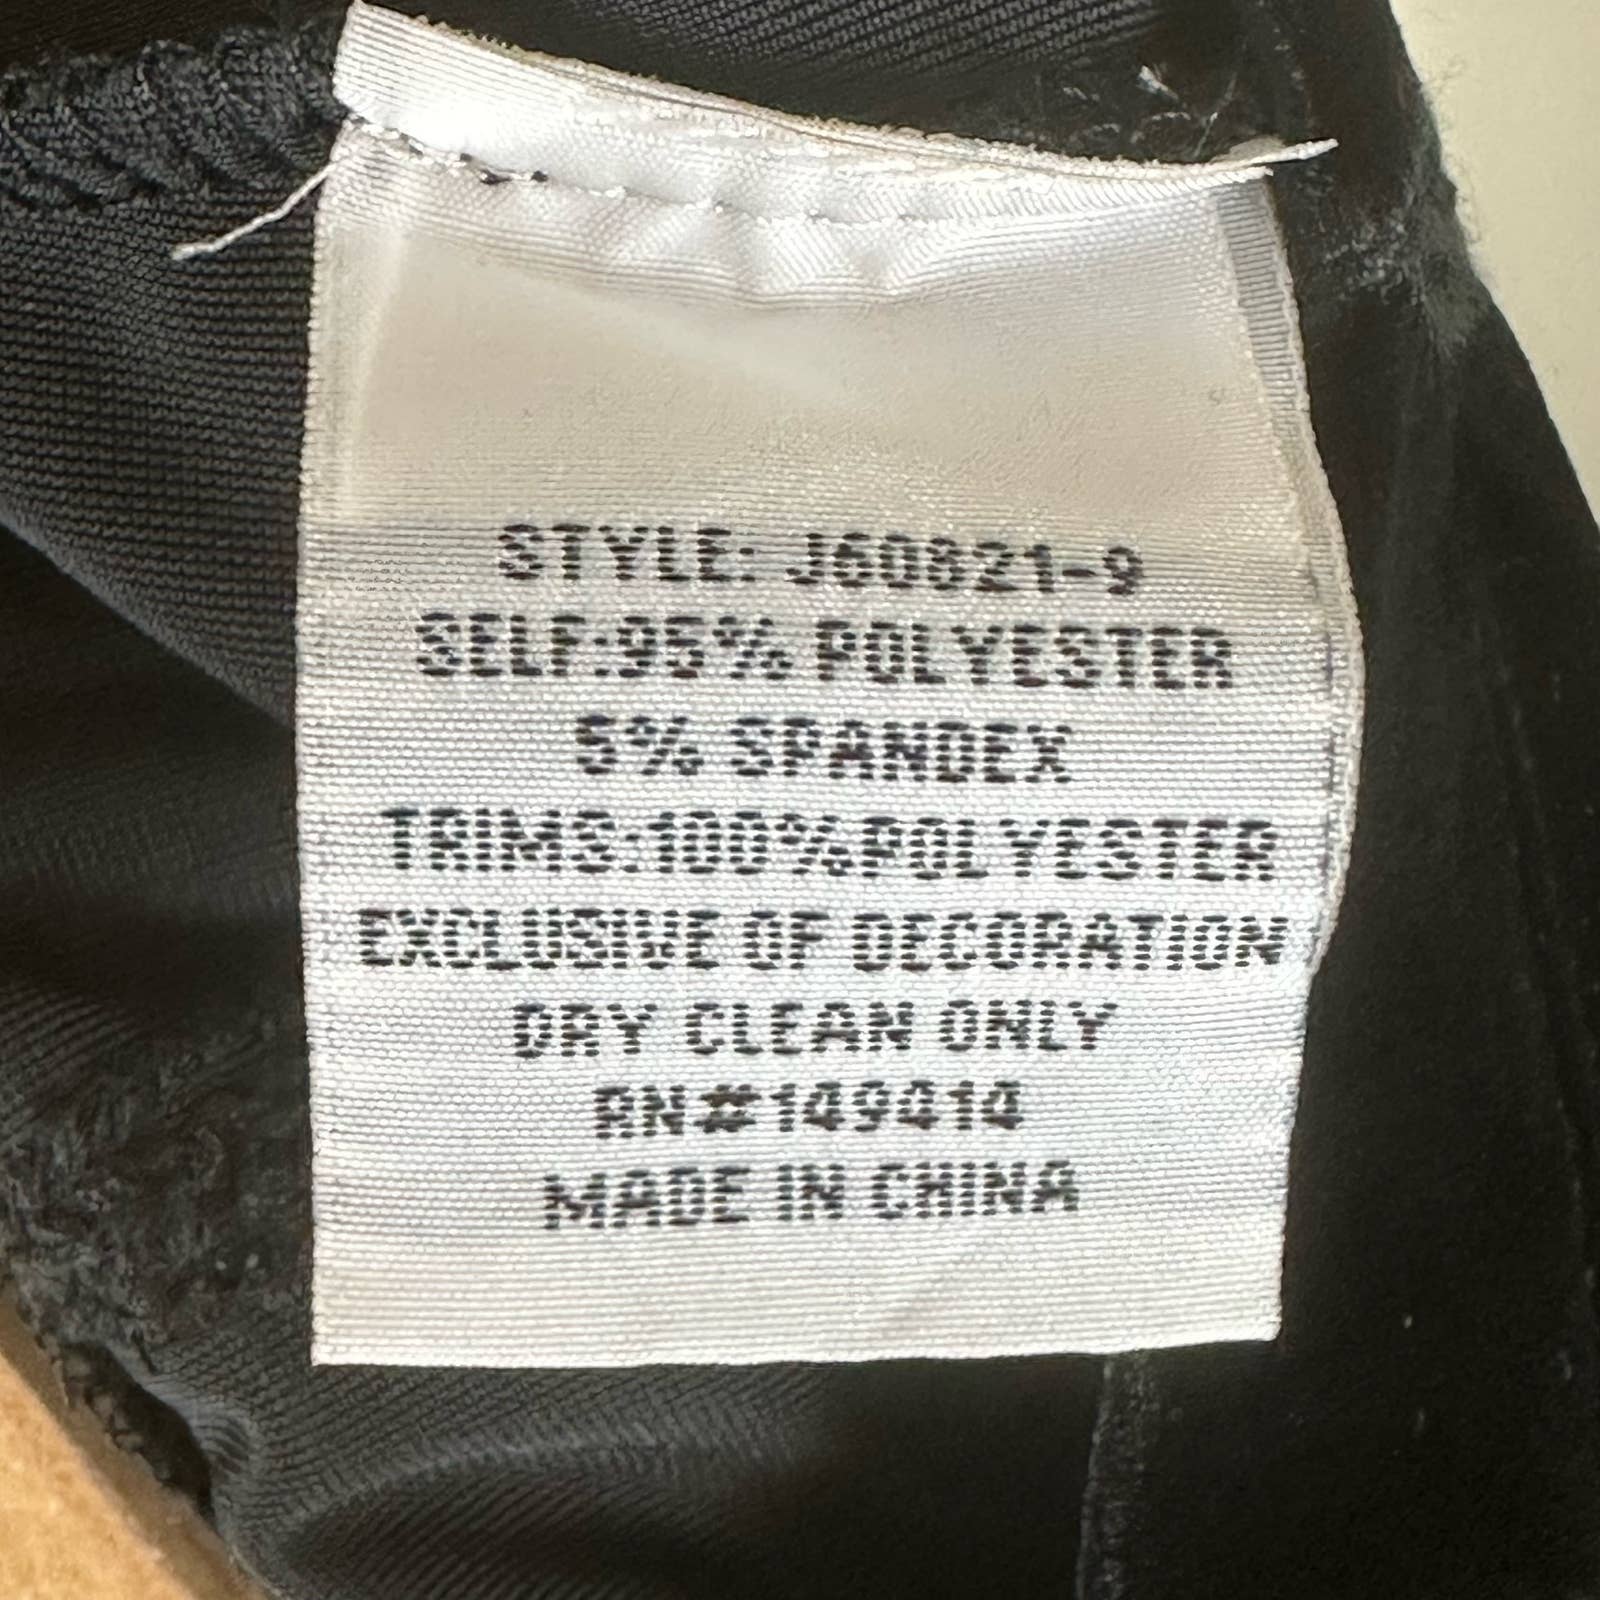 STYLE: J60821-9
SELF:95% POLYESTER
5% SPANDEX
TRIMS:100%POLYESTER
EXCLUSIVE OF DECORATION
DRY CLEAN ONLY
RN#149414
MADE IN CHINA